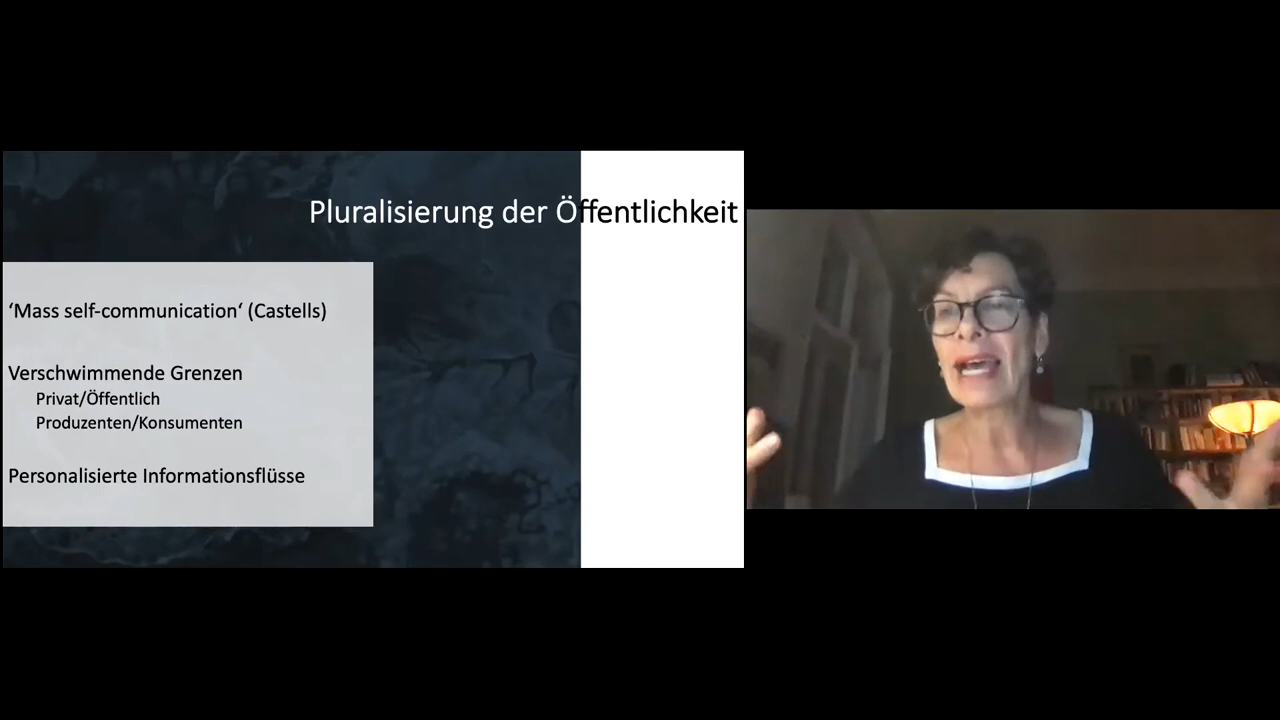 Pluralisierung der Öffentlichkeit
‘Mass self-communication‘ (Castells)
Verschwimmende Grenzen
Privat/Öffentlich
Produzenten/Konsumenten
Personalisierte Informationsflüsse